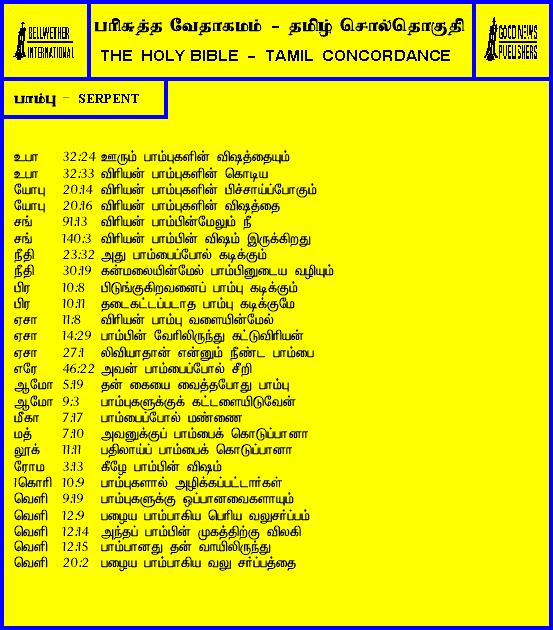 BELLWETHER INTERNATIONAL
பரிசுத்த வேதாகமம் - தமிழ் சொல்தொகுதி
THE HOLY BIBLE - TAMIL CONCORDANCE
GOOD NEWS PUBLISHERS
பாம்பு - SERPENT
உபா 32:24 ஊரும் பாம்புகளின் விஷத்தையும்
உபா 32:33 விரியன் பாம்புகளின் கொடிய
யோபு 20:14 விரியன் பாம்புகளின் பிச்சாய்ப்போகும்
யோபு 20:16 விரியன் பாம்புகளின் விஷத்தை
சங் 91:13 விரியன் பாம்பின்மேலும் நீ
சங் 140:3 விரியன் பாம்பின் விஷம் இருக்கிறது
நீதி 23:32 அது பாம்பைப்போல் கடிக்கும்
நீதி 30:19 கன்மலையின்மேல் பாம்பினுடைய வழியும்
பிர 10:8 பிடுங்குகிறவனைப் பாம்பு கடிக்கும்
பிர 10:11 தடைகட்டப்படாத பாம்பு கடிக்குமே
ஏசா 11:8 விரியன் பாம்பு வளையின்மேல்
ஏசா 14:29 பாம்பின் வேரிலிருந்து கட்டுவிரியன்
ஏசா 27:1 லிவியாதான் என்னும் நீண்ட பாம்பை
எரே 46:22 அவன் பாம்பைப்போல் சீறி
ஆமோ 5:19 தன் கையை வைத்தபோது பாம்பு
ஆமோ 9:3 பாம்புகளுக்குக் கட்டளையிடுவேன்
மீகா 7:17 பாம்பைப்போல் மண்ணை
மத் 7:10 அவனுக்குப் பாம்பைக் கொடுப்பானா
லூக் 11:11 பதிலாய்ப் பாம்பைக் கொடுப்பானா
ரோம 3:13 கீழே பாம்பின் விஷம்
1கொரி 10:9 பாம்புகளால் அழிக்கப்பட்டார்கள்
வெளி 9:19 பாம்புகளுக்கு ஒப்பானவைகளாயும்
வெளி 12:9 பழைய பாம்பாகிய பெரிய வலுசர்ப்பம்
வெளி 12:14 அந்தப் பாம்பின் முகத்திற்கு விலகி
வெளி 12:15 பாம்பானது தன் வாயிலிருந்து
வெளி 20:2 பழைய பாம்பாகிய வலு சர்ப்பத்தை